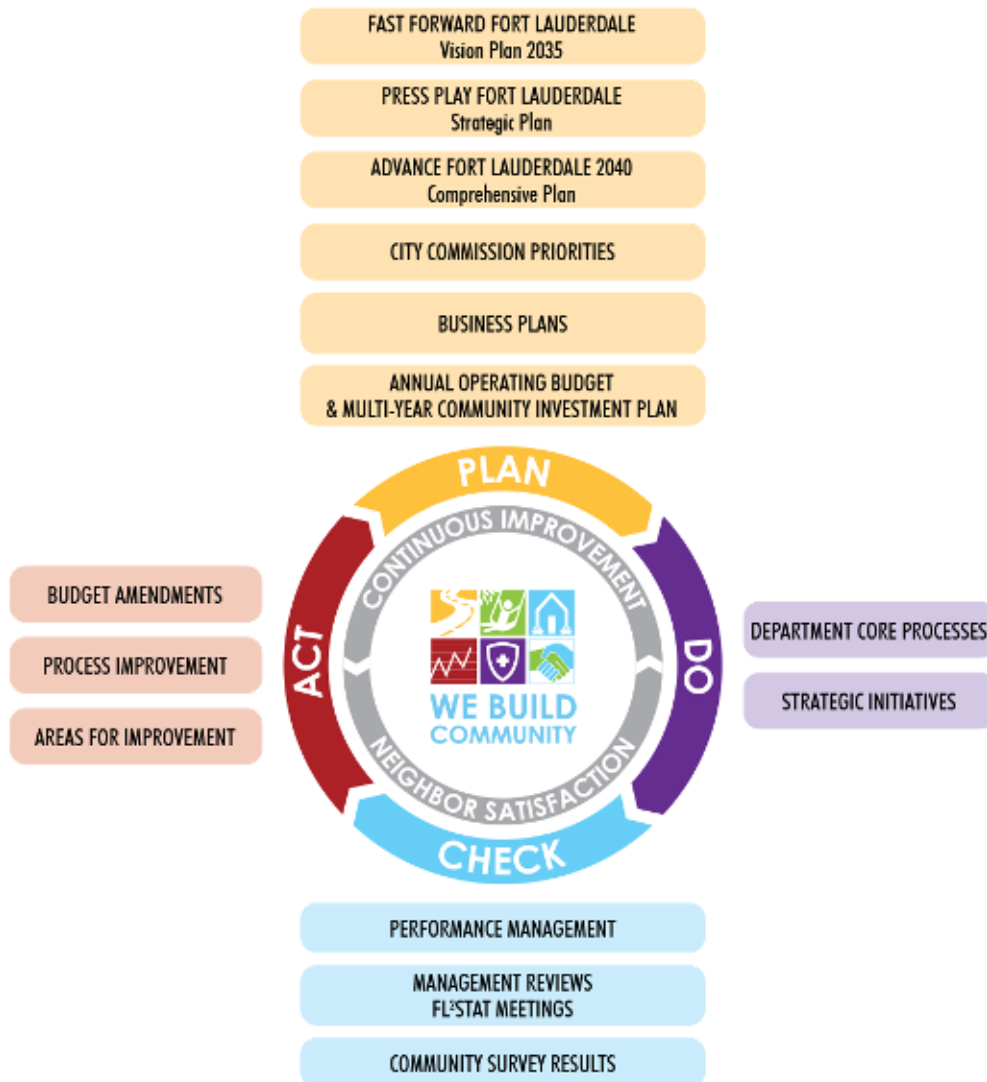 FAST FORWARD FORT LAUDERDALE
Vision Plan 2035
PRESS PLAY FORT LAUDERDALE
Strategic Plan
ADVANCE FORT LAUDERDALE 2040
Comprehensive Plan
CITY COMMISSION PRIORITIES
BUSINESS PLANS
ANNUAL OPERATING BUDGET
& MULTI-YEAR COMMUNITY INVESTMENT PLAN
PLAN
CONTINUOUS IMPROVEMENT
ACT
BUDGET AMENDMENTS
PROCESS IMPROVEMENT
AREAS FOR IMPROVEMENT
WE BUILD
COMMUNITY
DO
DEPARTMENT CORE PROCESSES
STRATEGIC INITIATIVES
NEIGHBOR SATISFACTION
CHECK
PERFORMANCE MANAGEMENT
MANAGEMENT REVIEWS
FL²STAT MEETINGS
COMMUNITY SURVEY RESULTS